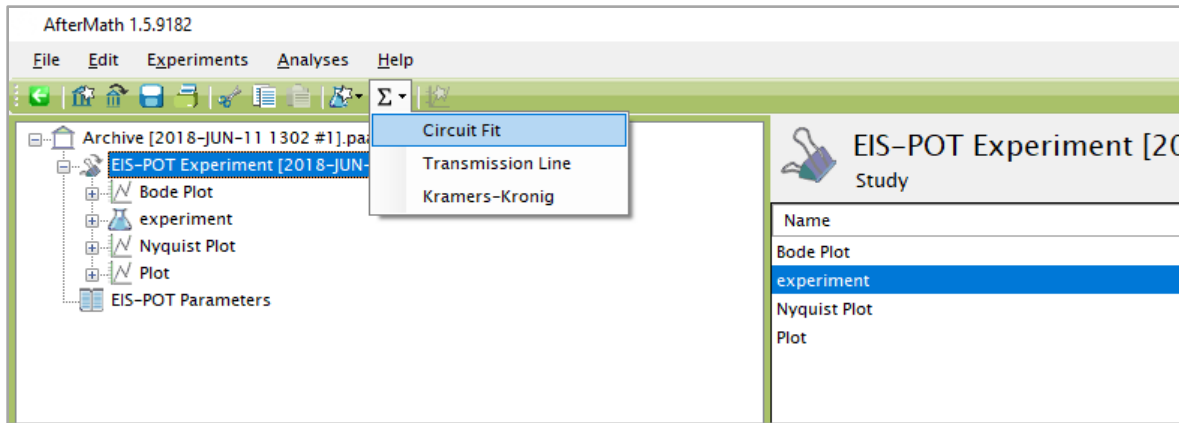 AfterMath 1.5.9182
File Edit Experiments Analyses Help
Σ
Circuit Fit
Transmission Line
Kramers-Kronig
Archive [2018-JUN-11 1302 #1].pa
EIS-POT Experiment [2018-JUN-
Bode Plot
experiment
Nyquist Plot
Plot
EIS-POT Parameters
EIS-POT Experiment [20
Study
Name
Bode Plot
experiment
Nyquist Plot
Plot